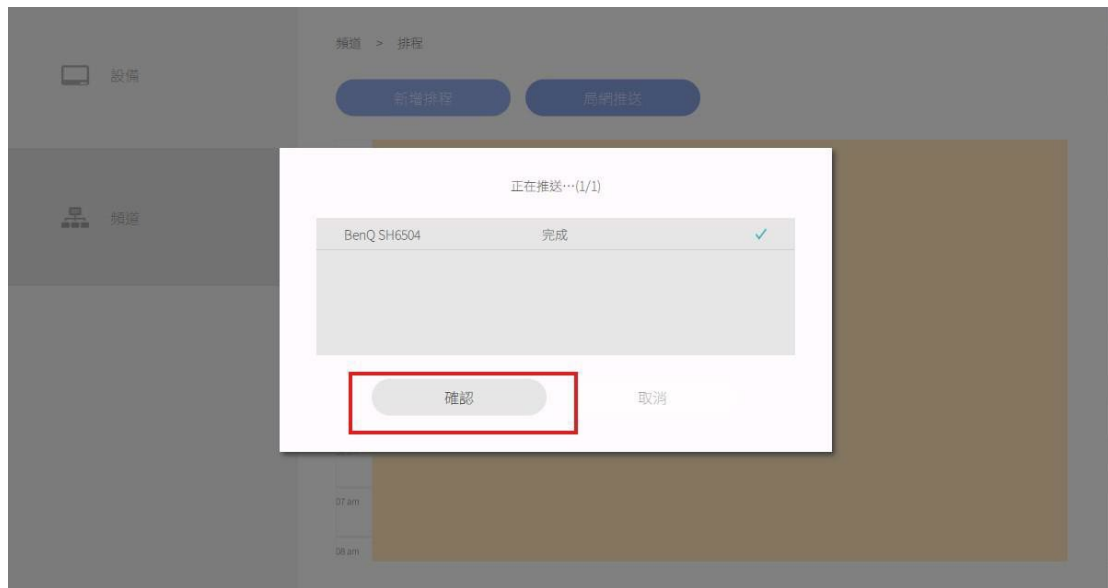 頻道 > 排程
設備
新增排程
局網推送
頻道
正在推送…(1/1)
BenQ SH6504 完成
確認
取消
07 am
08 am